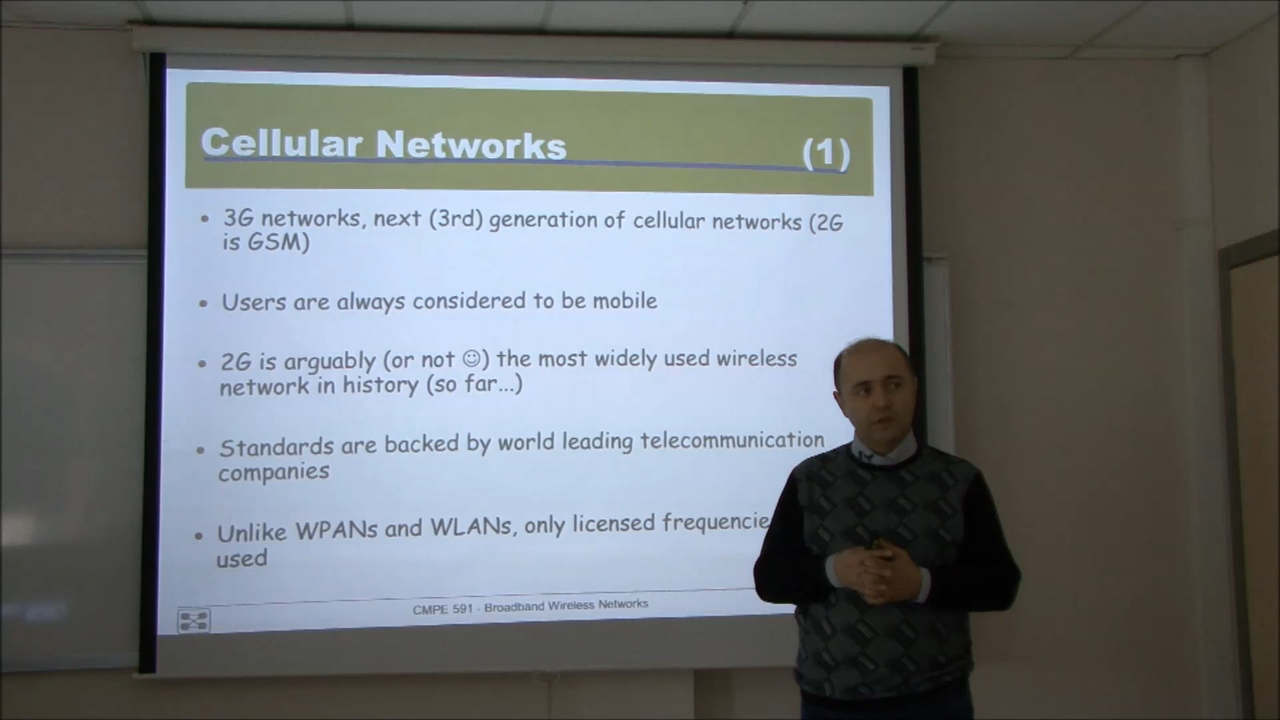 Cellular Networks (1)
• 3G networks, next (3rd) generation of cellular networks (2G
is GSM)
• Users are always considered to be mobile
• 2G is arguably (or not ☺) the most widely used wireless
network in history (so far...)
• Standards are backed by world leading telecommunication
companies
• Unlike WPANs and WLANs, only licensed frequencie
used
CMPE 591 - Broadband Wireless Networks